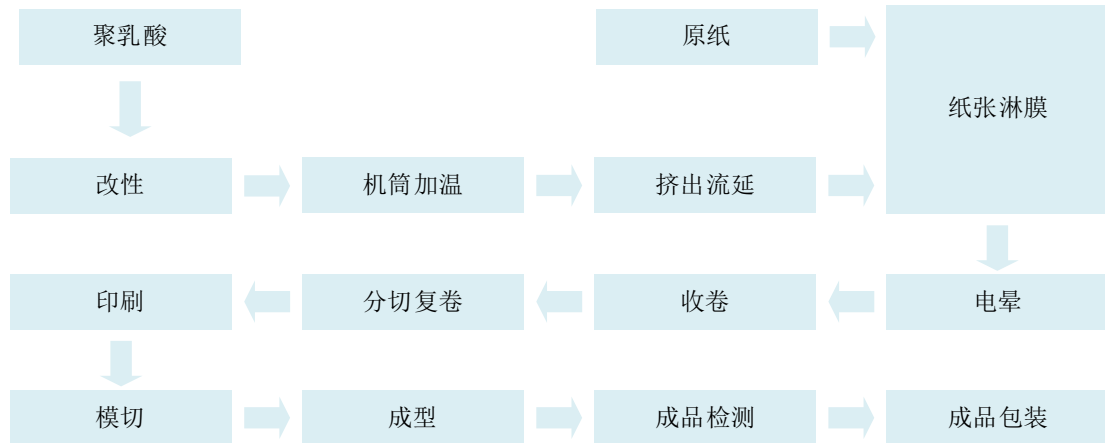 聚乳酸
原纸
纸张淋膜
改性
机筒加温
挤出流延
印刷
分切复卷
收卷
电晕
模切
成型
成品检测
成品包装